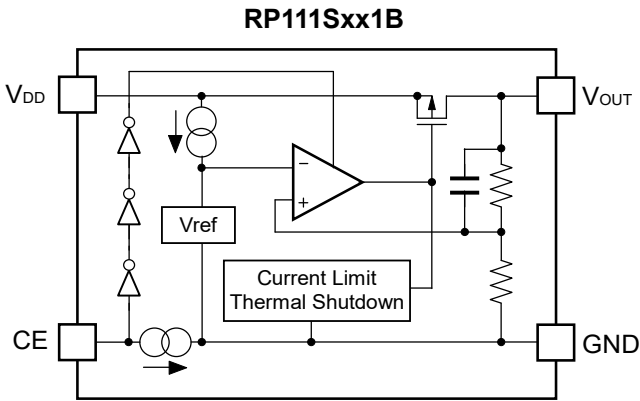 RP111Sxx1B
VDD
VOUT
−
+
Vref
Current Limit
Thermal Shutdown
CE
GND